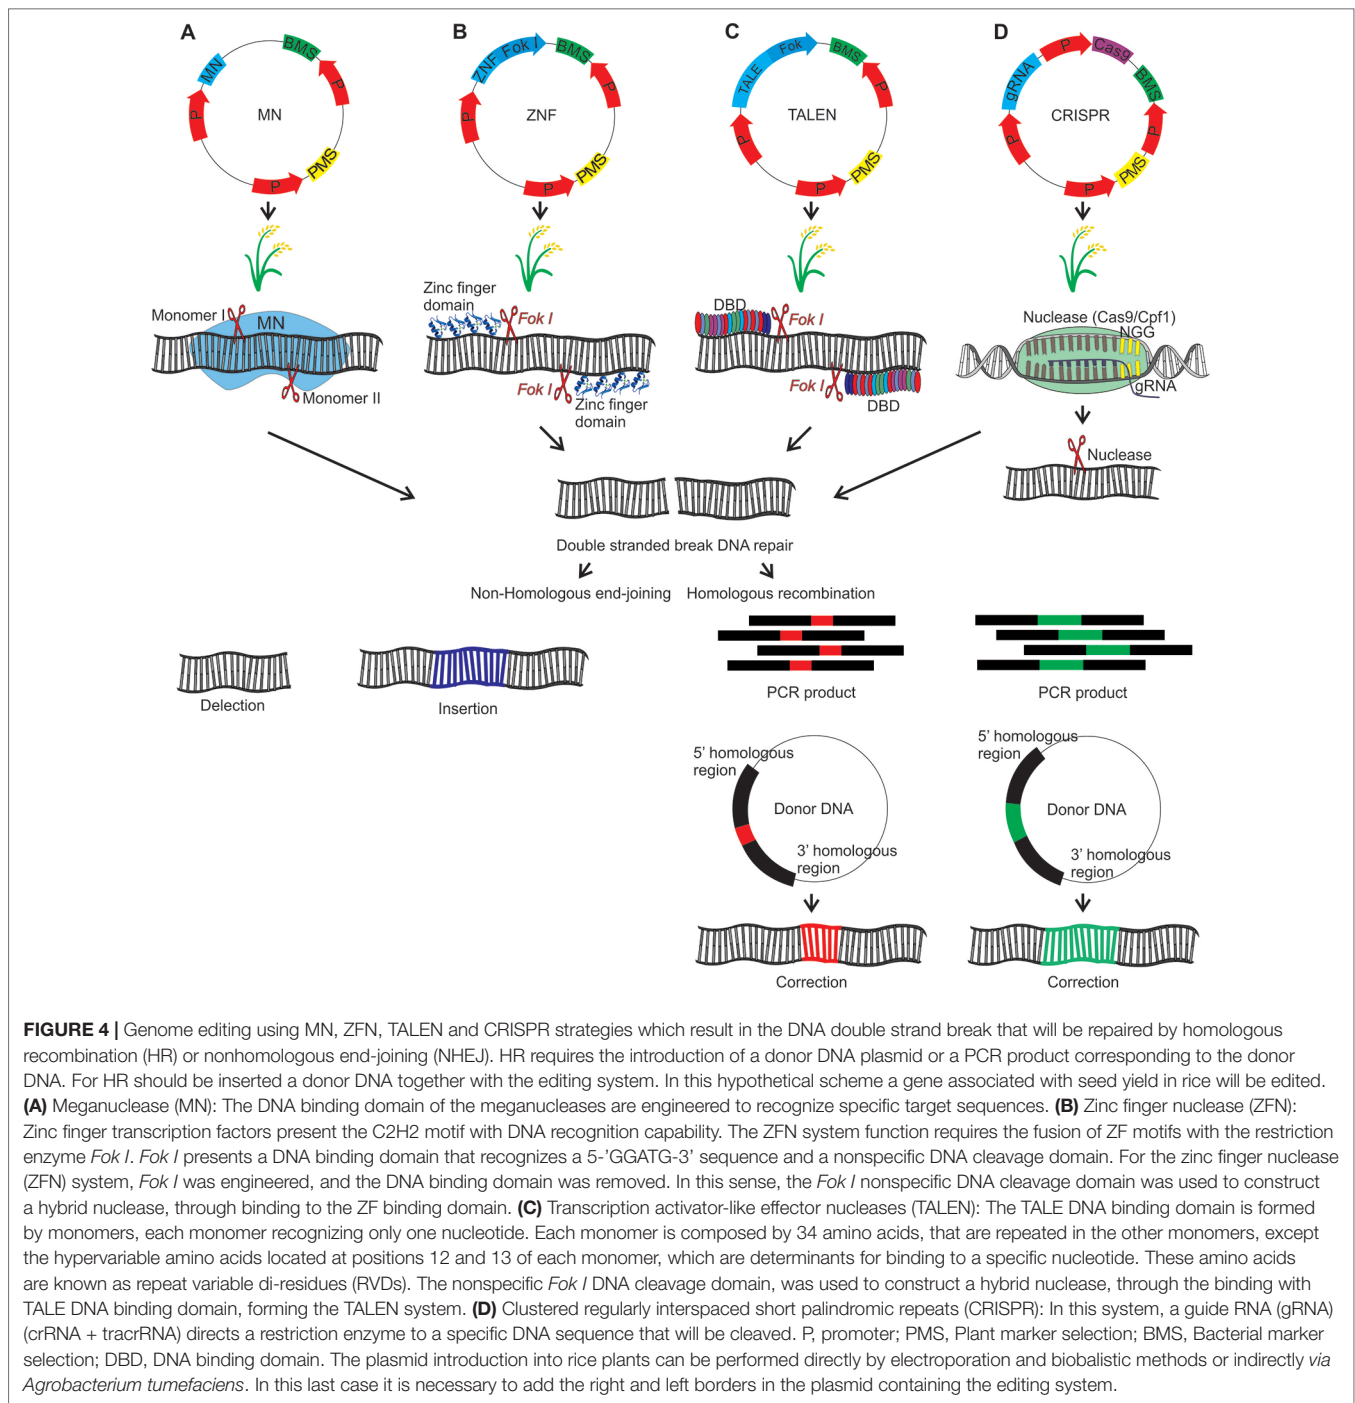 A
B
C
D
BMS
MN
P
P
MN
PMS
P
ZNF
Fok I
BMS
P
P
ZNF
PMS
P
TALE
Fok
BMS
P
P
TALEN
PMS
P
P
Cas9
gRNA
BMS
P
P
CRISPR
PMS
P
Monomer I
MN
Monomer II
Zinc finger
domain
Fok I
Fok I
Zinc finger
domain
DBD
Fok I
Fok I
DBD
Nuclease (Cas9/Cpf1)
NGG
gRNA
Nuclease
Double stranded break DNA repair
Non-Homologous end-joining
Homologous recombination
Delection
Insertion
PCR product
PCR product
5' homologous
region
Donor DNA
3' homologous
region
5' homologous
region
Donor DNA
3' homologous
region
Correction
Correction
FIGURE 4 | Genome editing using MN, ZFN, TALEN and CRISPR strategies which result in the DNA double strand break that will be repaired by homologous
recombination (HR) or nonhomologous end-joining (NHEJ). HR requires the introduction of a donor DNA plasmid or a PCR product corresponding to the donor
DNA. For HR should be inserted a donor DNA together with the editing system. In this hypothetical scheme a gene associated with seed yield in rice will be edited.
(A) Meganuclease (MN): The DNA binding domain of the meganucleases are engineered to recognize specific target sequences. (B) Zinc finger nuclease (ZFN):
Zinc finger transcription factors present the C2H2 motif with DNA recognition capability. The ZFN system function requires the fusion of ZF motifs with the restriction
enzyme Fok I. Fok I presents a DNA binding domain that recognizes a 5-'GGATG-3' sequence and a nonspecific DNA cleavage domain. For the zinc finger nuclease
(ZFN) system, Fok I was engineered, and the DNA binding domain was removed. In this sense, the Fok I nonspecific DNA cleavage domain was used to construct
a hybrid nuclease, through binding to the ZF binding domain. (C) Transcription activator-like effector nucleases (TALEN): The TALE DNA binding domain is formed
by monomers, each monomer recognizing only one nucleotide. Each monomer is composed by 34 amino acids, that are repeated in the other monomers, except
the hypervariable amino acids located at positions 12 and 13 of each monomer, which are determinants for binding to a specific nucleotide. These amino acids
are known as repeat variable di-residues (RVDs). The nonspecific Fok I DNA cleavage domain, was used to construct a hybrid nuclease, through the binding with
TALE DNA binding domain, forming the TALEN system. (D) Clustered regularly interspaced short palindromic repeats (CRISPR): In this system, a guide RNA (gRNA)
(crRNA + tracrRNA) directs a restriction enzyme to a specific DNA sequence that will be cleaved. P, promoter; PMS, Plant marker selection; BMS, Bacterial marker
selection; DBD, DNA binding domain. The plasmid introduction into rice plants can be performed directly by electroporation and biobalistic methods or indirectly via
Agrobacterium tumefaciens. In this last case it is necessary to add the right and left borders in the plasmid containing the editing system.